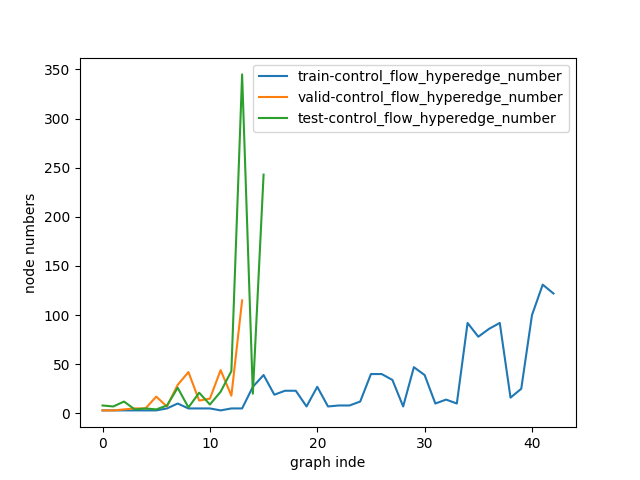 train-control_flow_hyperedge_number
valid-control_flow_hyperedge_number
test-control_flow_hyperedge_number
node numbers
350
300
250
200
150
100
50
0
0 10 20 30 40
graph inde